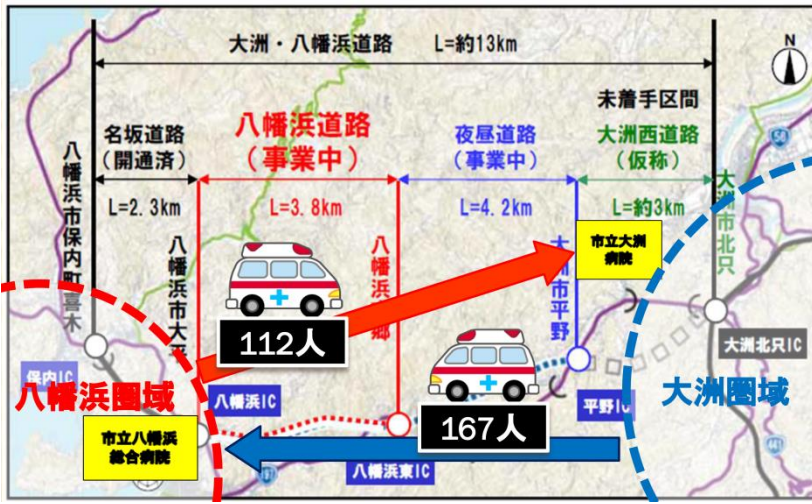 大洲・八幡浜道路 L=約13km
N
未着手区間
名坂道路
（開通済）
八幡浜道路
（事業中）
夜昼道路
（事業中）
大洲西道路
（仮称）
L=2.3km
L=3.8km
L=4.2km
L=約3km
八幡浜市保内町喜木
八幡浜市大平
八幡浜
郷
大洲市平野
大洲市北只
市立大洲
病院
112人
167人
保内IC
八幡浜圏域
八幡浜IC
市立八幡浜
総合病院
八幡浜東IC
平野IC
大洲北只IC
大洲圏域
197
441